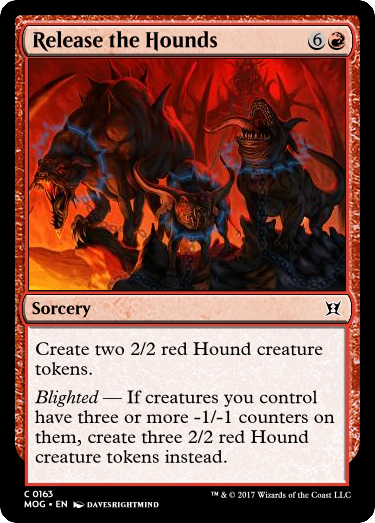 Release the Hounds 6
Sorcery
Create two 2/2 red Hound creature
tokens.
Blighted — If creatures you control
have three or more -1/-1 counters on
them, create three 2/2 red Hound
creature tokens instead.
C 0163
MOG • EN DAVESRIGHTMIND
™ & © 2017 Wizards of the Coast LLC